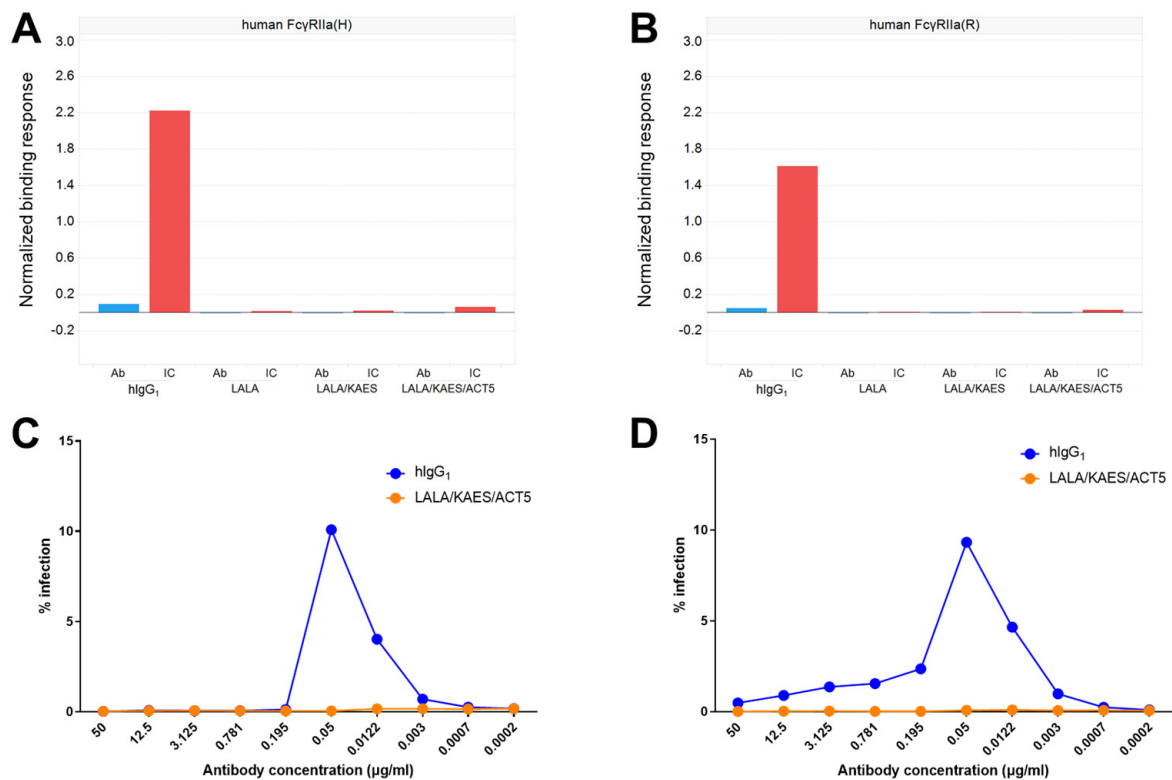 A
human FcγRIIa(H)
Normalized binding response
3.0
2.6
2.2
1.8
1.4
1.0
0.6
0.2
-0.2
Ab IC Ab IC Ab IC Ab IC
hIgG₁ LALA LALA/KAES LALA/KAES/ACT5
B
human FcγRIIa(R)
Normalized binding response
3.0
2.6
2.2
1.8
1.4
1.0
0.6
0.2
-0.2
Ab IC Ab IC Ab IC Ab IC
hIgG₁ LALA LALA/KAES LALA/KAES/ACT5
C
% infection
15
10
5
0
hIgG₁
LALA/KAES/ACT5
50 12.5 3.125 0.781 0.195 0.05 0.0122 0.003 0.0007 0.0002
Antibody concentration (µg/ml)
D
% infection
15
10
5
0
hIgG₁
LALA/KAES/ACT5
50 12.5 3.125 0.781 0.195 0.05 0.0122 0.003 0.0007 0.0002
Antibody concentration (µg/ml)